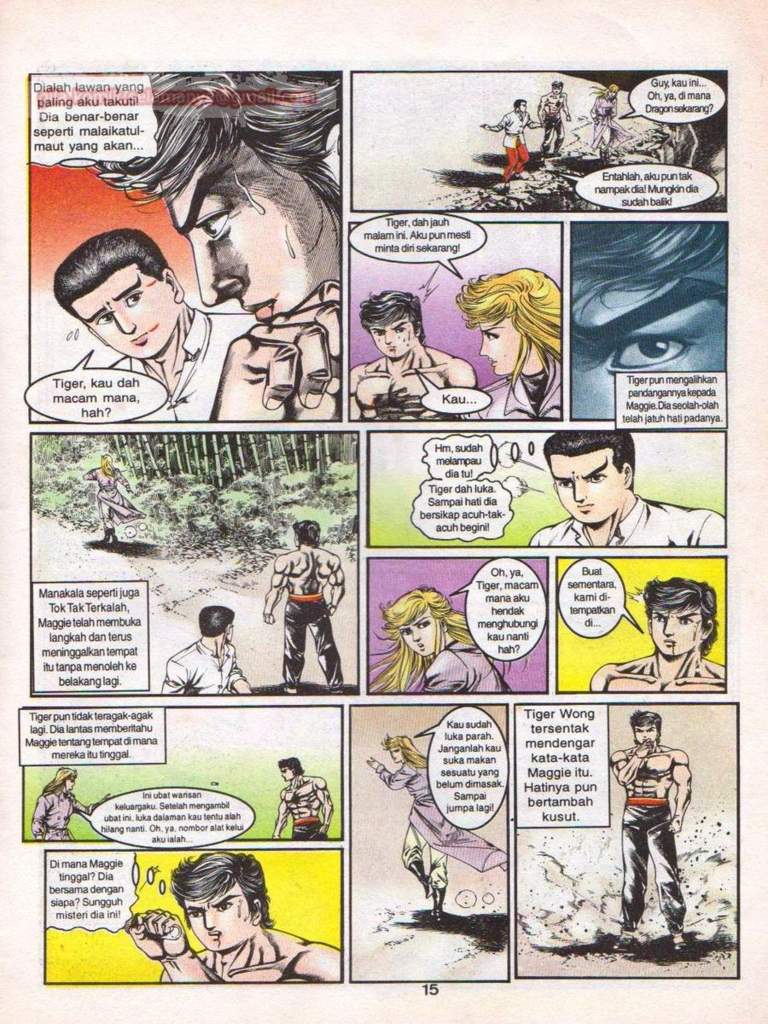 Dialah lawan yang
paling aku takuti!
Dia benar-benar
seperti malaikatul-
maut yang akan...
Tiger, kau dah
macam mana,
hah?
Guy, kau ini...
Oh, ya, di mana
Dragon sekarang?
Entahlah, aku pun tak
nampak dia! Mungkin dia
sudah balik!
Tiger, dah jauh
malam ini. Aku pun mesti
minta diri sekarang!
Kau...
Tiger pun mengalihkan
pandangannya kepada
Maggie.Dia seolah-olah
telah jatuh hati padanya.
Manakala seperti juga
Tok Tak Terkalah,
Maggie telah membuka
langkah dan terus
meninggalkan tempat
itu tanpa menoleh ke
belakang lagi.
Hm, sudah
melampau
dia tu!
Tiger dah luka.
Sampai hati dia
bersikap acuh-tak-
acuh begini!
Oh, ya,
Tiger, macam
mana aku
hendak
menghubungi
kau nanti
hah?
Buat
sementara,
kami di-
tempatkan
di...
Tiger pun tidak teragak-agak
lagi. Dia lantas memberitahu
Maggie tentang tempat di mana
mereka itu tinggal.
Ini ubat warisan
keluargaku. Setelah mengambil
ubat ini, luka dalaman kau tentu alah
hilang nanti. Oh, ya, nombor alat kelui
aku ialah...
Kau sudah
luka parah.
Janganlah kau
suka makan
sesuatu yang
belum dimasak.
Sampai
jumpa lagi!
Tiger Wong
tersentak
mendengar
kata-kata
Maggie itu.
Hatinya pun
bertambah
kusut.
Di mana Maggie
tinggal? Dia
bersama dengan
siapa? Sungguh
misteri dia ini!
15